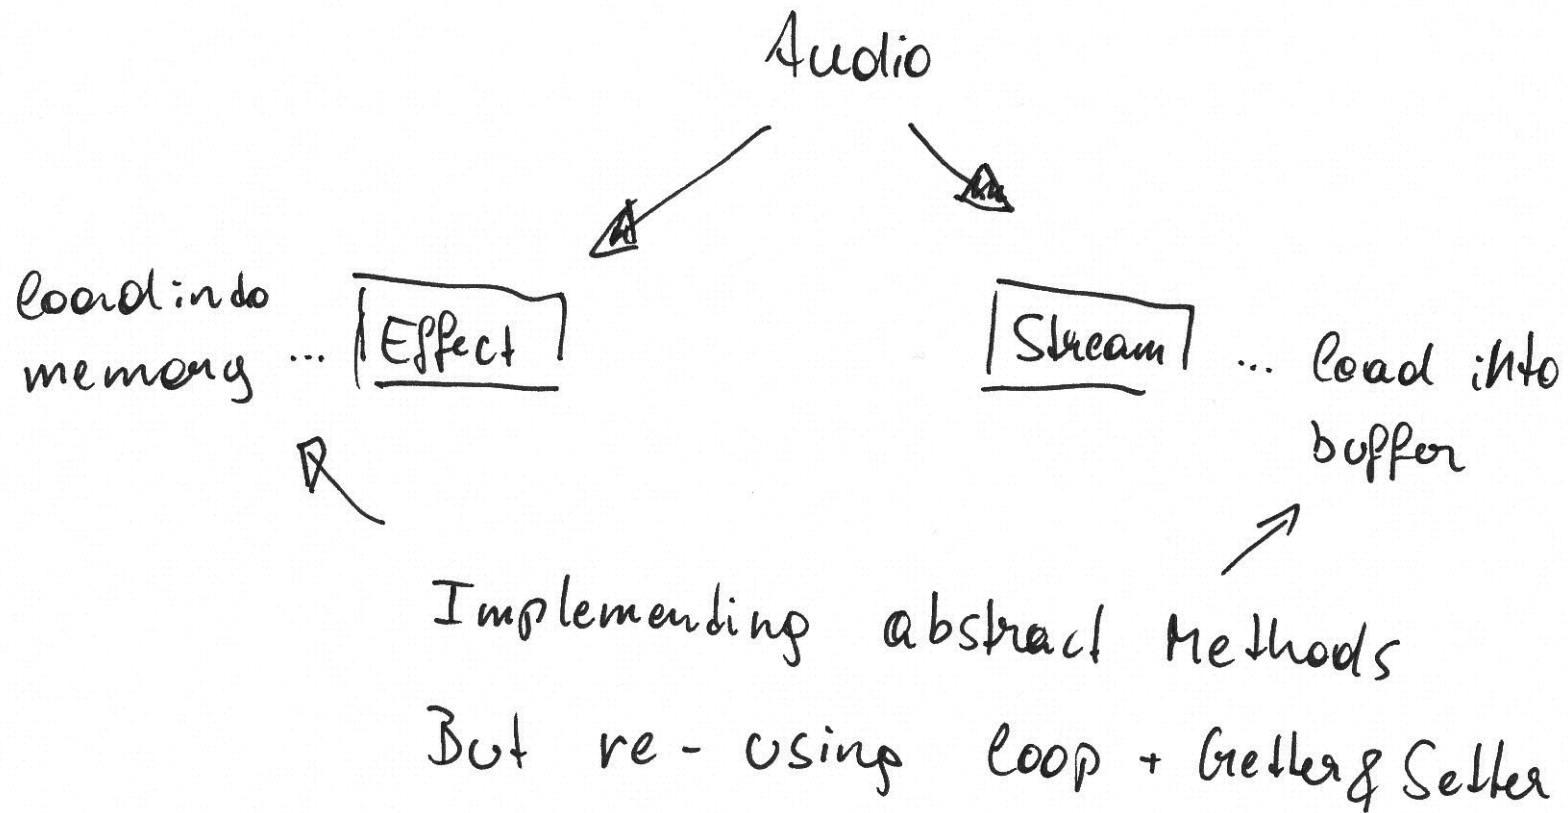 Audio
load into
memory ... Effect
Stream ... load into
buffer
Implementing abstract Methods
But re-using loop + Getter & Setter